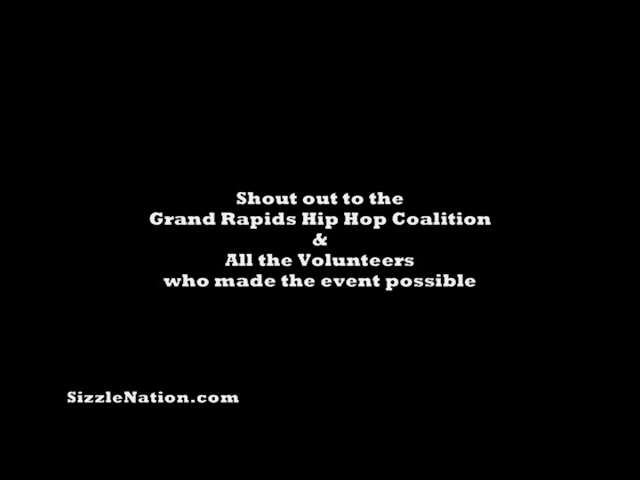 Shout out to the
Grand Rapids Hip Hop Coalition
&
All the Volunteers
who made the event possible
SizzleNation.com